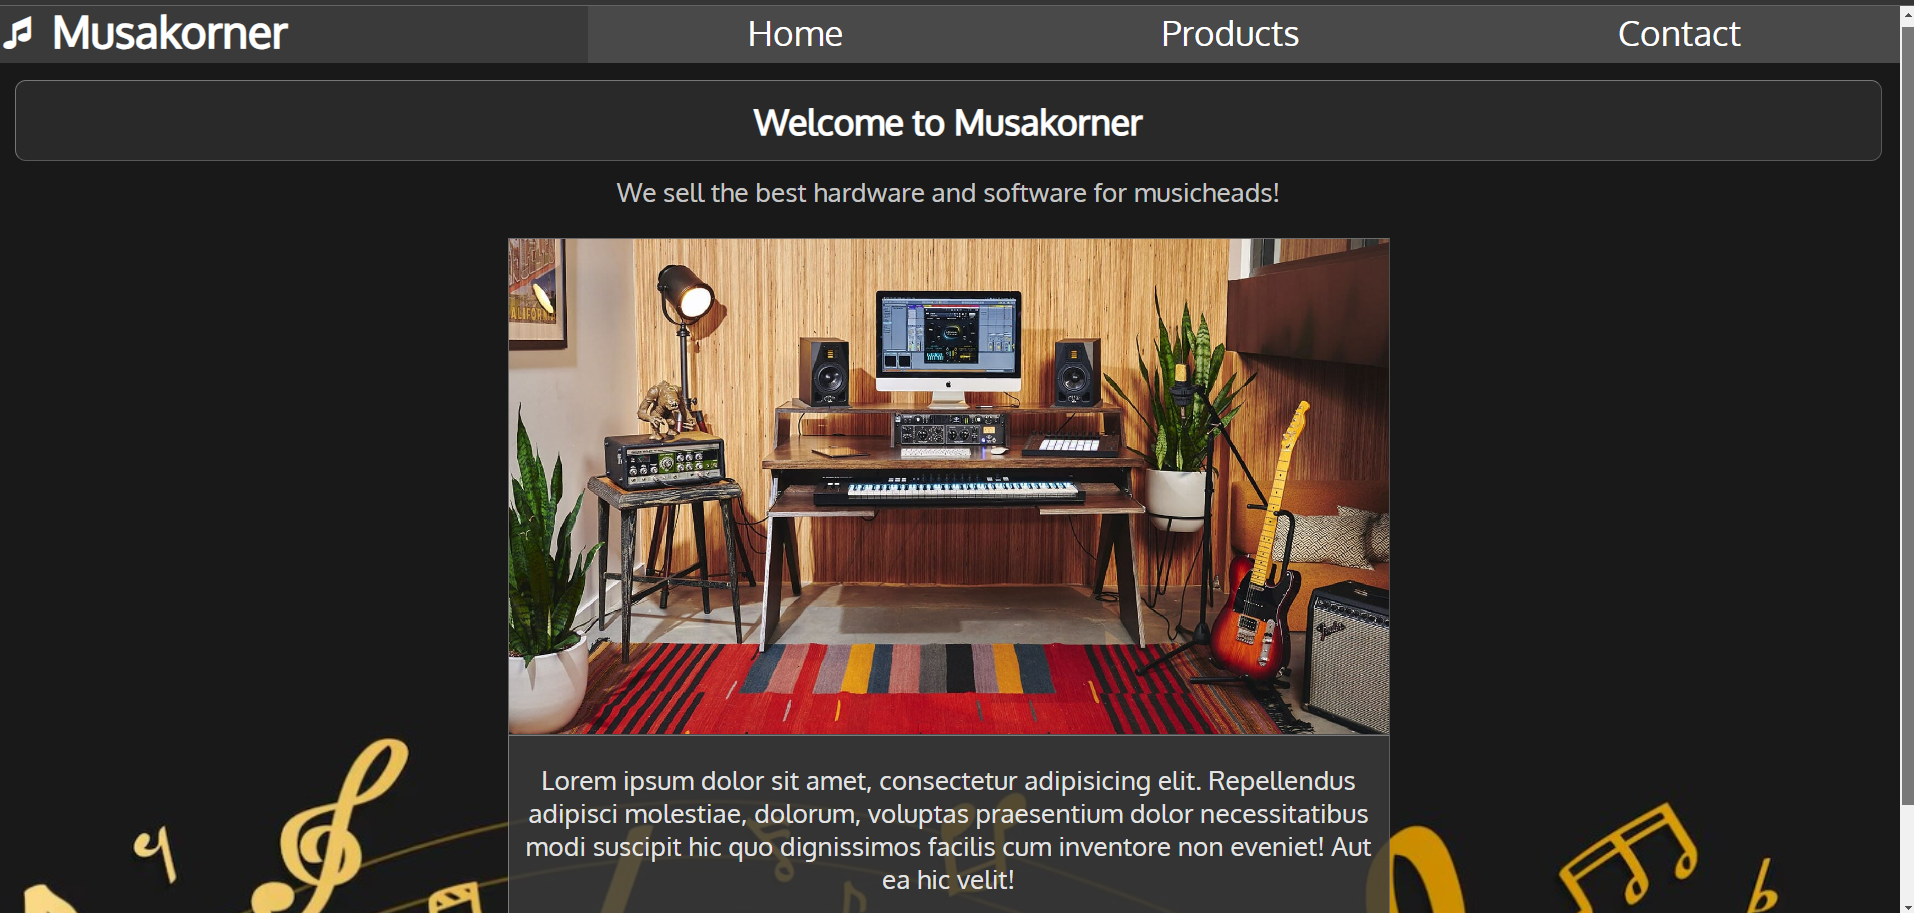 Musakorner
Home
Products
Contact
Welcome to Musakorner
We sell the best hardware and software for musicheads!
ALIFORN
Fender
Lorem ipsum dolor sit amet, consectetur adipisicing elit. Repellendus
adipisci molestiae, dolorum, voluptas praesentium dolor necessitatibus
modi suscipit hic quo dignissimos facilis cum inventore non eveniet! Aut
ea hic velit!